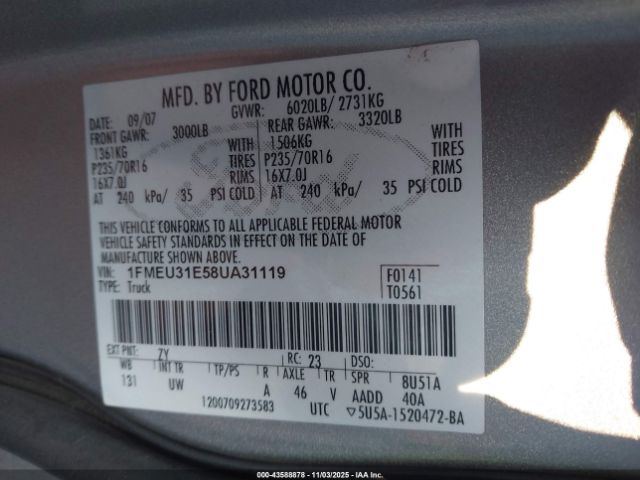 MFD. BY FORD MOTOR CO.
DATE: 09/07 GVWR: 6020LB/ 2731KG
FRONT GAWR: 3000LB REAR GAWR: 3320LB
1361KG WITH 1506KG WITH
P235/70R16 TIRES P235/70R16 TIRES
16X7.0J RIMS 16X7.0J RIMS
AT 240 kPa/ 35 PSI COLD AT 240 kPa/ 35 PSI COLD
THIS VEHICLE CONFORMS TO ALL APPLICABLE FEDERAL MOTOR
VEHICLE SAFETY STANDARDS IN EFFECT ON THE DATE OF
MANUFACTURE SHOWN ABOVE.
VIN: 1FMEU31E58UA31119 F0141
TYPE: Truck T0561
EXT PNT: ZY RC: 23 DSO:
WB INT TR TP/PS R AXLE TR SPR 8U51A
131 UW A 46 V AADD 40A
1200709273583 UTC ▽5U5A-1520472-BA
000-43588878 - 11/03/2025 - IAAI.CA